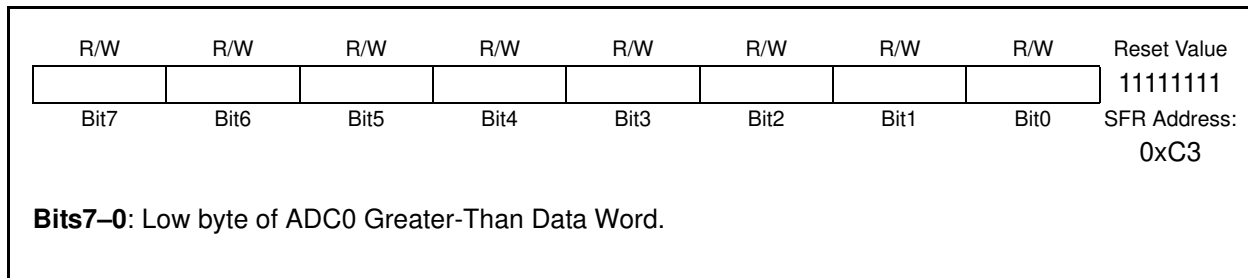 R/W R/W R/W R/W R/W R/W R/W R/W Reset Value
11111111
Bit7 Bit6 Bit5 Bit4 Bit3 Bit2 Bit1 Bit0 SFR Address:
0xC3
Bits7–0: Low byte of ADC0 Greater-Than Data Word.